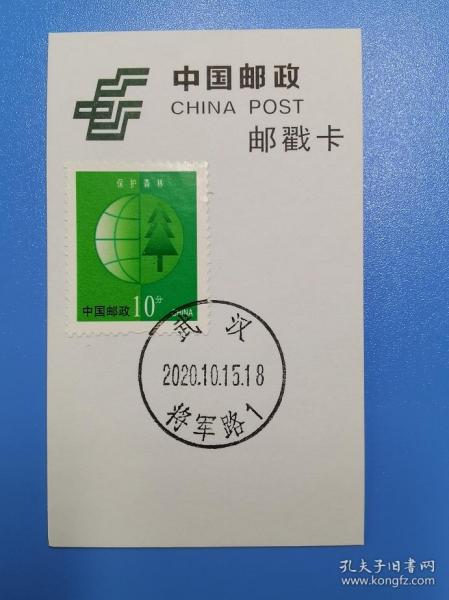 中国邮政
CHINA POST
邮戳卡
保护森林
中国邮政 10分 CHINA
武汉
2020.10.15.18
将军路1
孔夫子旧书网
www.kongfz.com